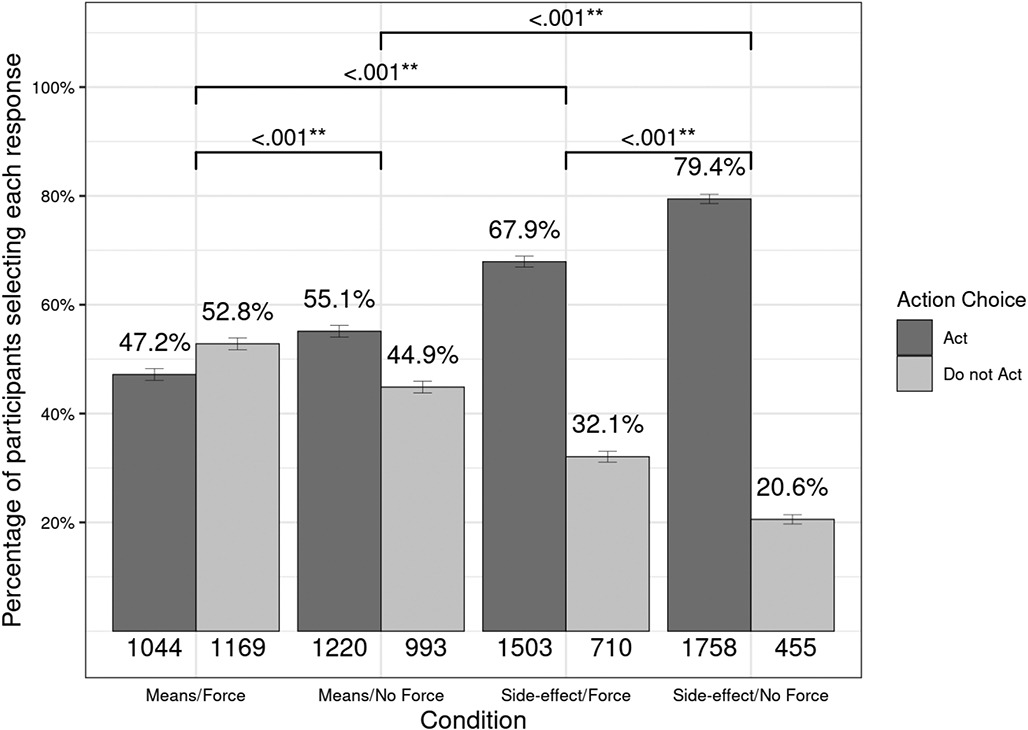 <.001**
<.001**
<.001** <.001**
100%
80%
60%
40%
20%
Percentage of participants selecting each response
47.2% 52.8% 55.1% 44.9% 67.9% 32.1% 79.4% 20.6%
1044 1169 1220 993 1503 710 1758 455
Means/Force Means/No Force Side-effect/Force Side-effect/No Force
Condition
Action Choice
Act
Do not Act